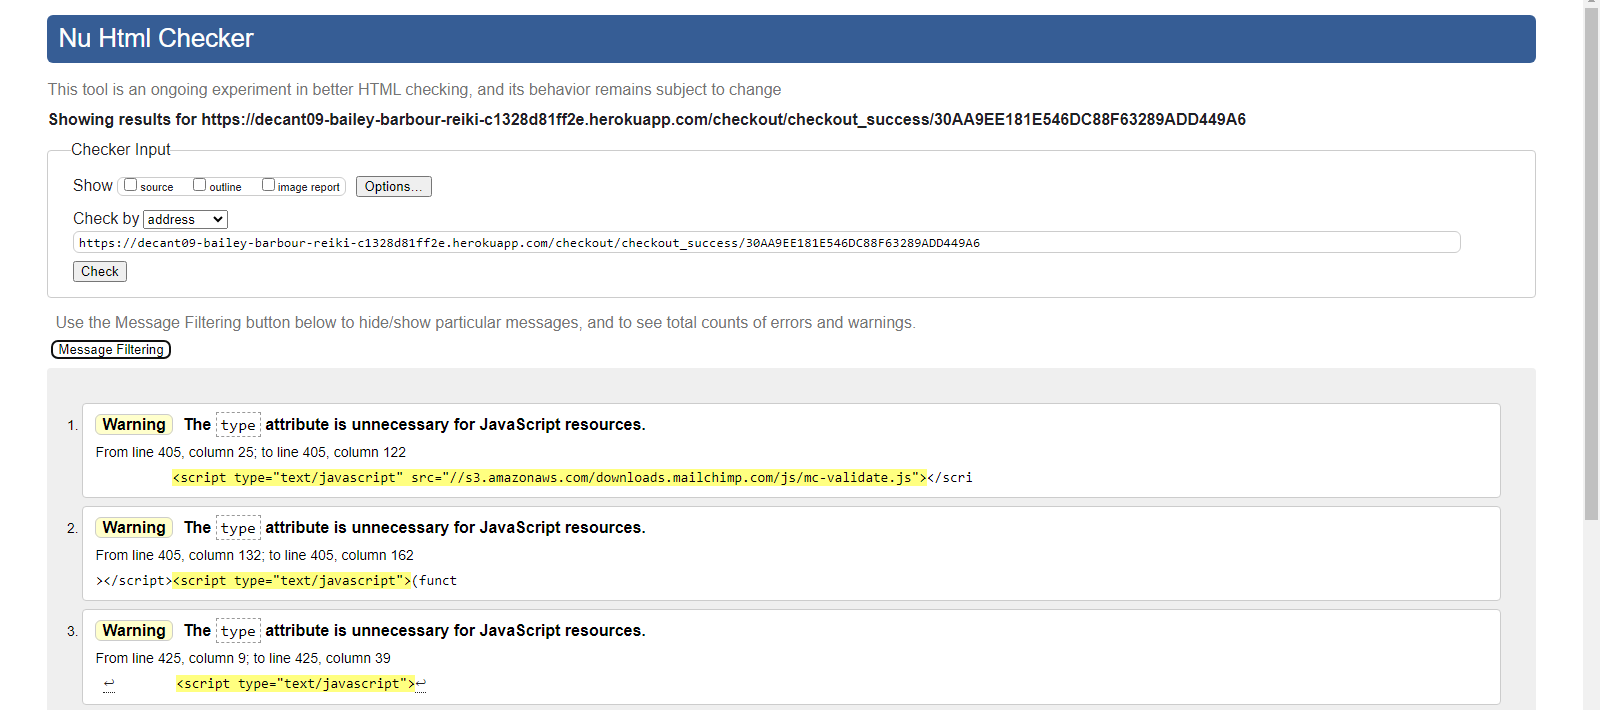 Nu Html Checker
This tool is an ongoing experiment in better HTML checking, and its behavior remains subject to change
Showing results for https://decant09-bailey-barbour-reiki-c1328d81ff2e.herokuapp.com/checkout/checkout_success/30AA9EE181E546DC88F63289ADD449A6
Checker Input
Show source outline image report Options...
Check by address
https://decant09-bailey-barbour-reiki-c1328d81ff2e.herokuapp.com/checkout/checkout_success/30AA9EE181E546DC88F63289ADD449A6
Check
Use the Message Filtering button below to hide/show particular messages, and to see total counts of errors and warnings.
Message Filtering
1. Warning The type attribute is unnecessary for JavaScript resources.
From line 405, column 25; to line 405, column 122
<script type="text/javascript" src="//s3.amazonaws.com/downloads.mailchimp.com/js/mc-validate.js"></scri
2. Warning The type attribute is unnecessary for JavaScript resources.
From line 405, column 132; to line 405, column 162
></script><script type="text/javascript">(funct
3. Warning The type attribute is unnecessary for JavaScript resources.
From line 425, column 9; to line 425, column 39
↩ <script type="text/javascript">↩